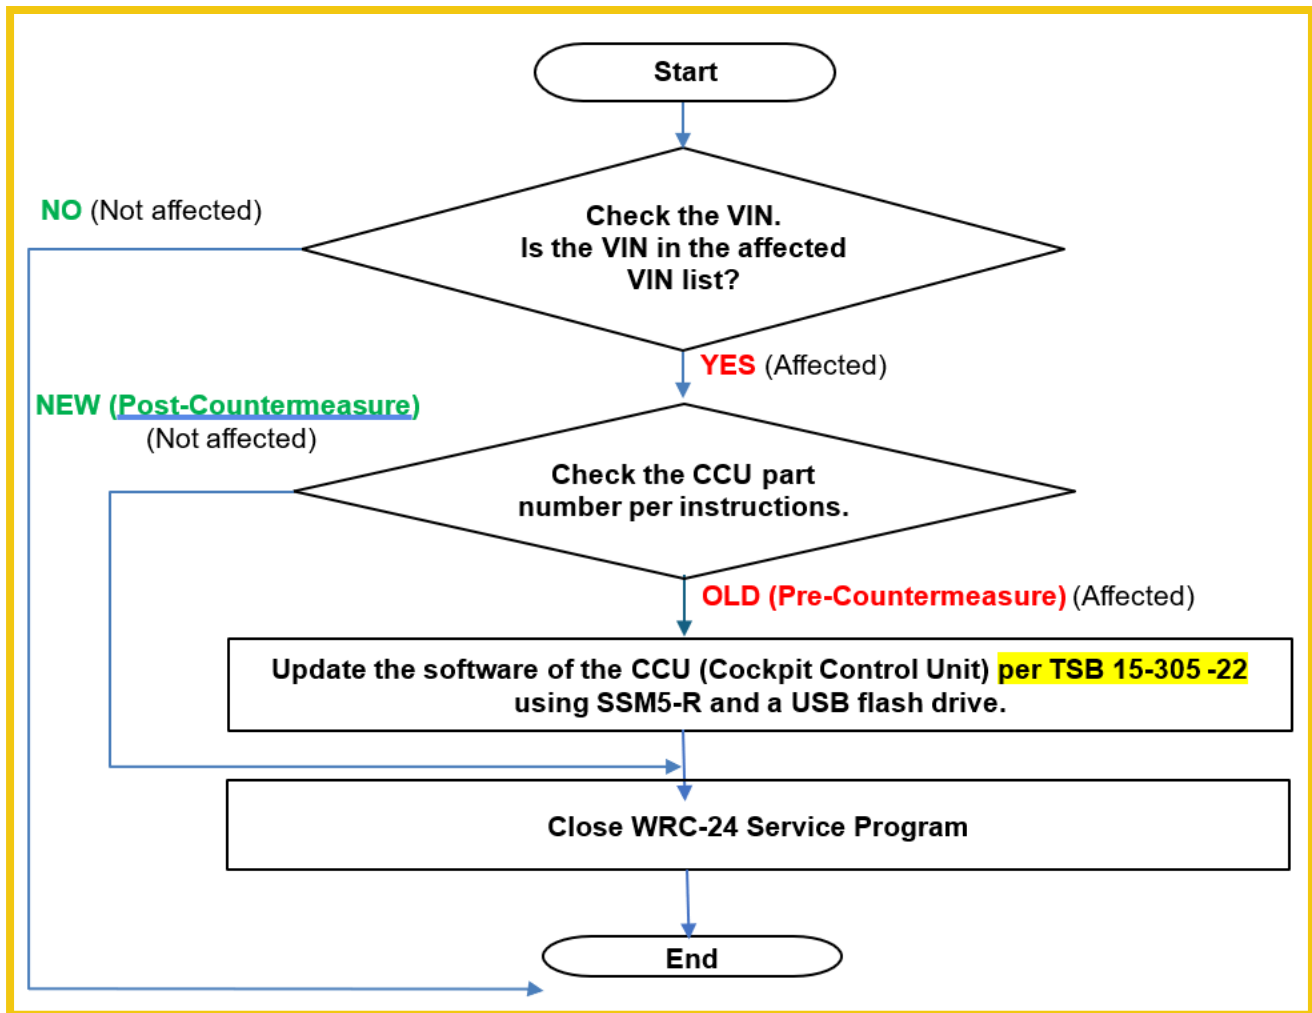 Start
NO (Not affected)
Check the VIN.
Is the VIN in the affected
VIN list?
YES (Affected)
NEW (Post-Countermeasure)
(Not affected)
Check the CCU part
number per instructions.
OLD (Pre-Countermeasure) (Affected)
Update the software of the CCU (Cockpit Control Unit) per TSB 15-305 -22
using SSM5-R and a USB flash drive.
Close WRC-24 Service Program
End